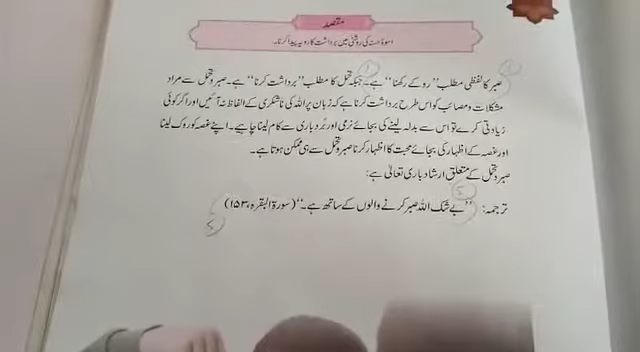 مقصد
اسوۂ حسنہ کی روشنی میں برداشت کا رویہ پیدا کرنا۔
صبر کا لفظی مطلب "روکے رکھنا" ہے۔ جبکہ تحمل کا مطلب "برداشت کرنا" ہے۔ صبر و تحمل سے مراد
مشکلات و مصائب کو اس طرح برداشت کرنا ہے کہ زبان پر اللہ کی ناشکری کے الفاظ نہ آئیں اور اگر کوئی
زیادتی کرے تو اس سے بدلہ لینے کی بجائے نرمی اور بُردباری سے کام لینا چاہیے۔ اپنے غصہ کو روک لینا
اور غصہ کے اظہار کی بجائے محبت کا اظہار کرنا صبر و تحمل سے ہی ممکن ہوتا ہے۔
صبر و تحمل کے متعلق ارشاد باری تعالیٰ ہے:
ترجمہ: "بے شک اللہ صبر کرنے والوں کے ساتھ ہے۔" (سورۃ البقرہ، ۱۵۳)